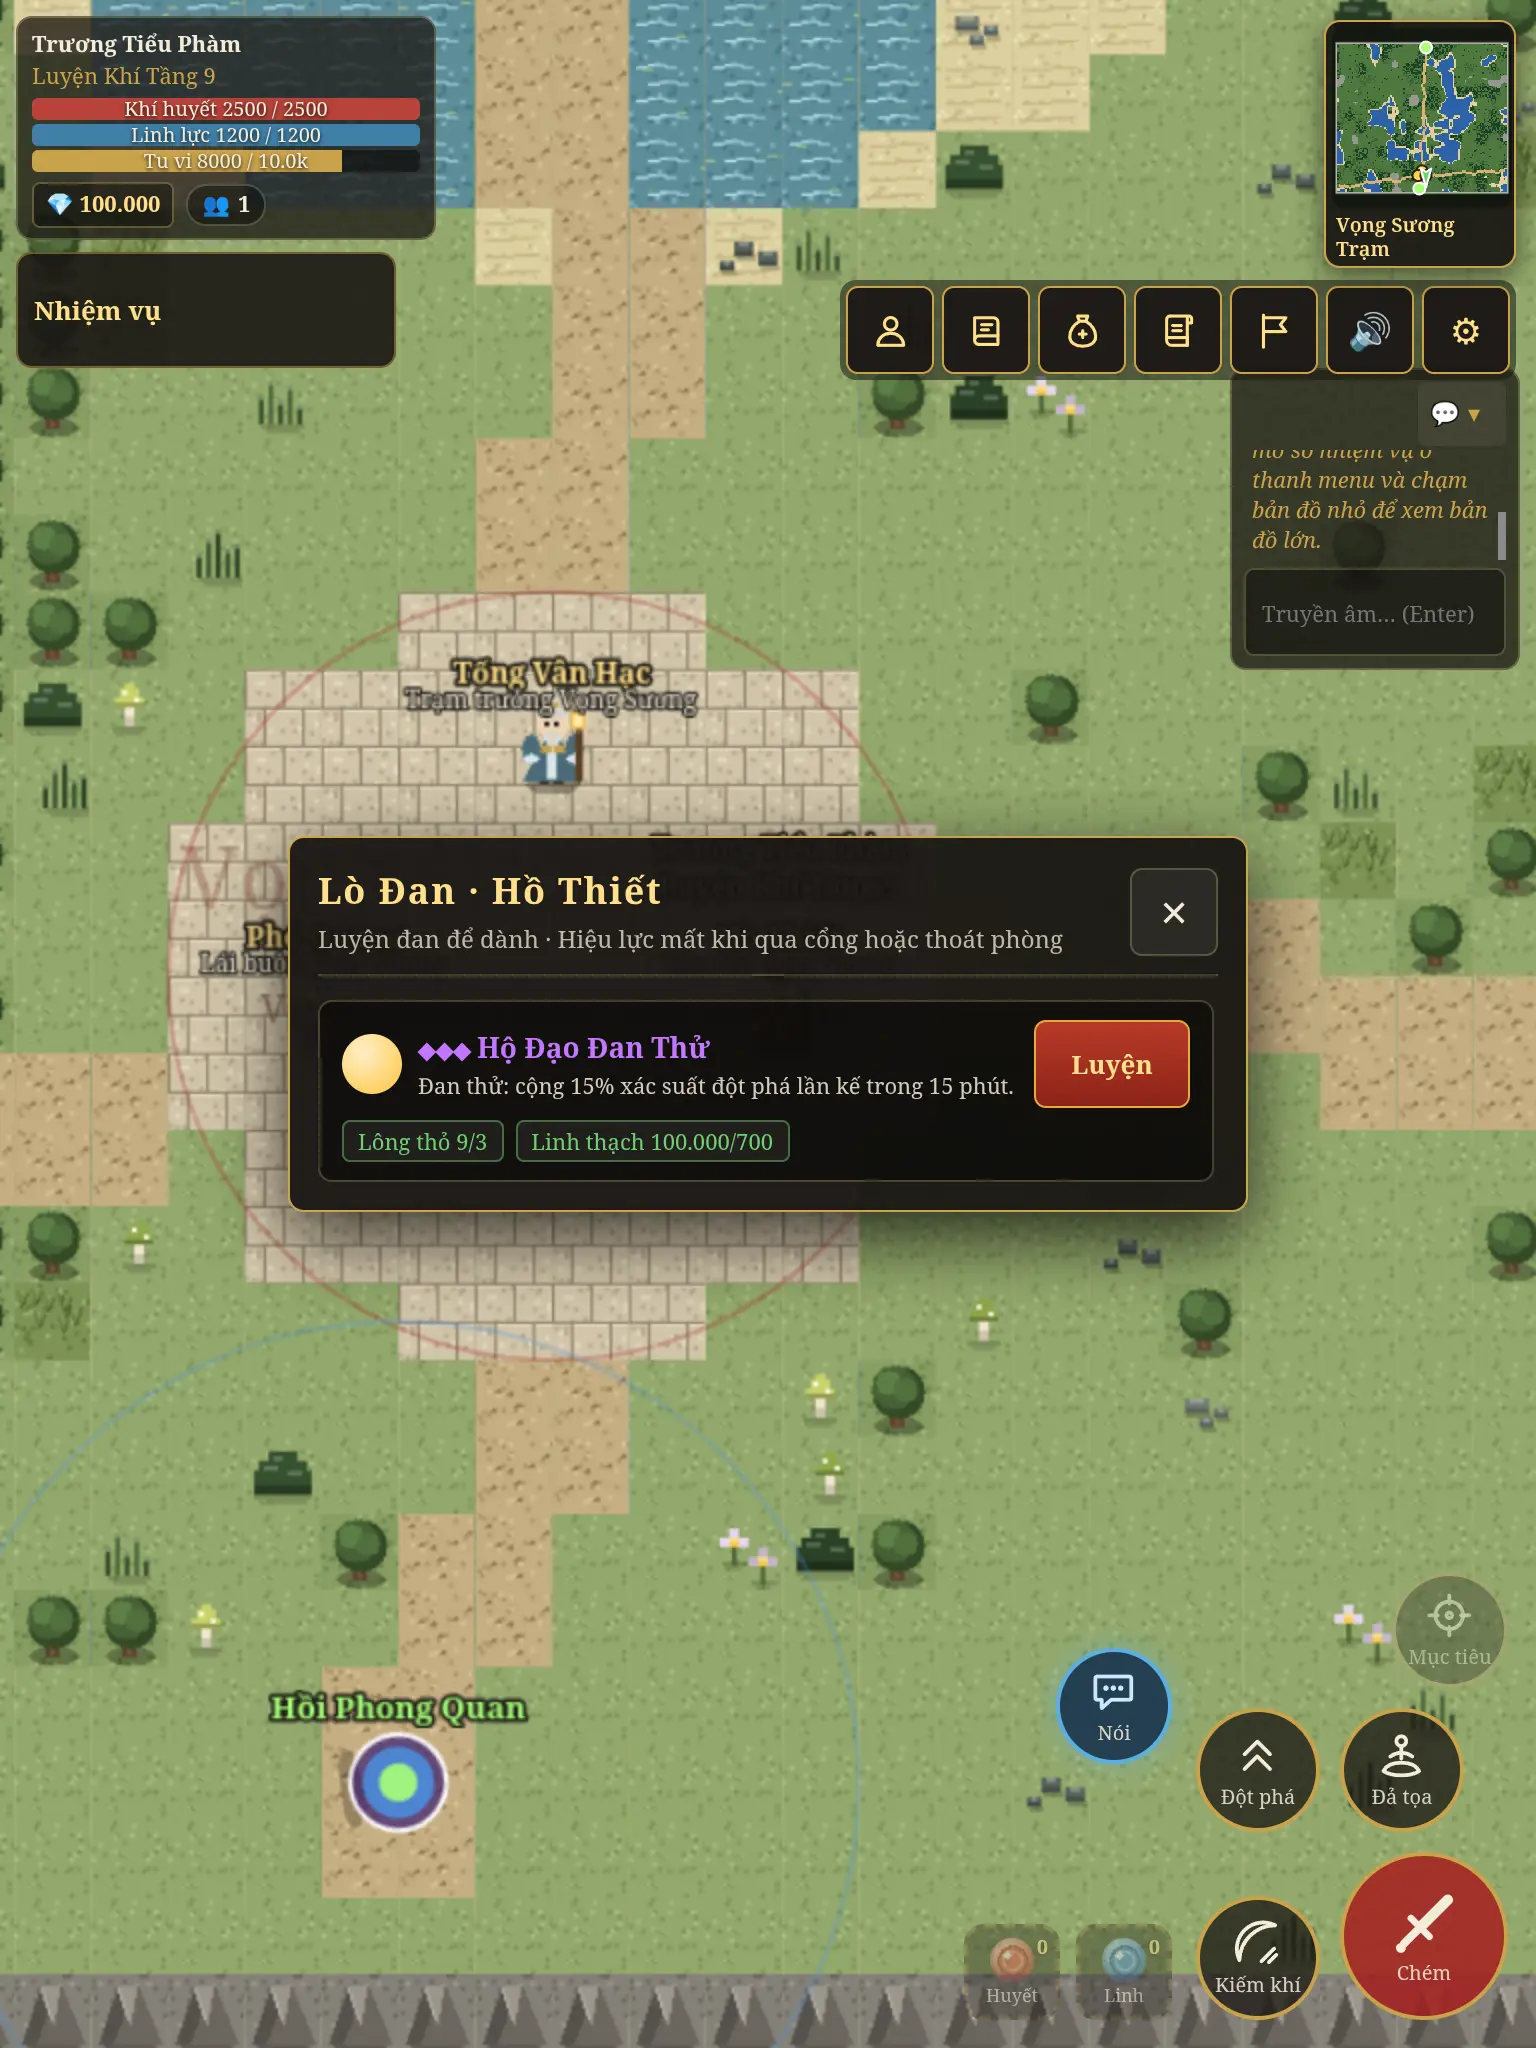 Trương Tiểu Phàm
Luyện Khí Tầng 9
Khí huyết 2500 / 2500
Linh lực 1200 / 1200
Tu vi 8000 / 10.0k
100.000
1
Nhiệm vụ
Vọng Sương
Trạm
mở sổ nhiệm vụ ở
thanh menu và chạm
bản đồ nhỏ để xem bản
đồ lớn.
Truyền âm... (Enter)
Tống Vân Hạc
Trạm trưởng Vọng Sương
Lò Đan · Hồ Thiết
Luyện đan để dành · Hiệu lực mất khi qua cổng hoặc thoát phòng
Hộ Đạo Đan Thử
Đan thử: cộng 15% xác suất đột phá lần kế trong 15 phút.
Luyện
Lông thỏ 9/3
Linh thạch 100.000/700
Hồi Phong Quan
Mục tiêu
Nói
Đột phá
Đả tọa
0
Huyết
0
Linh
Kiếm khí
Chém